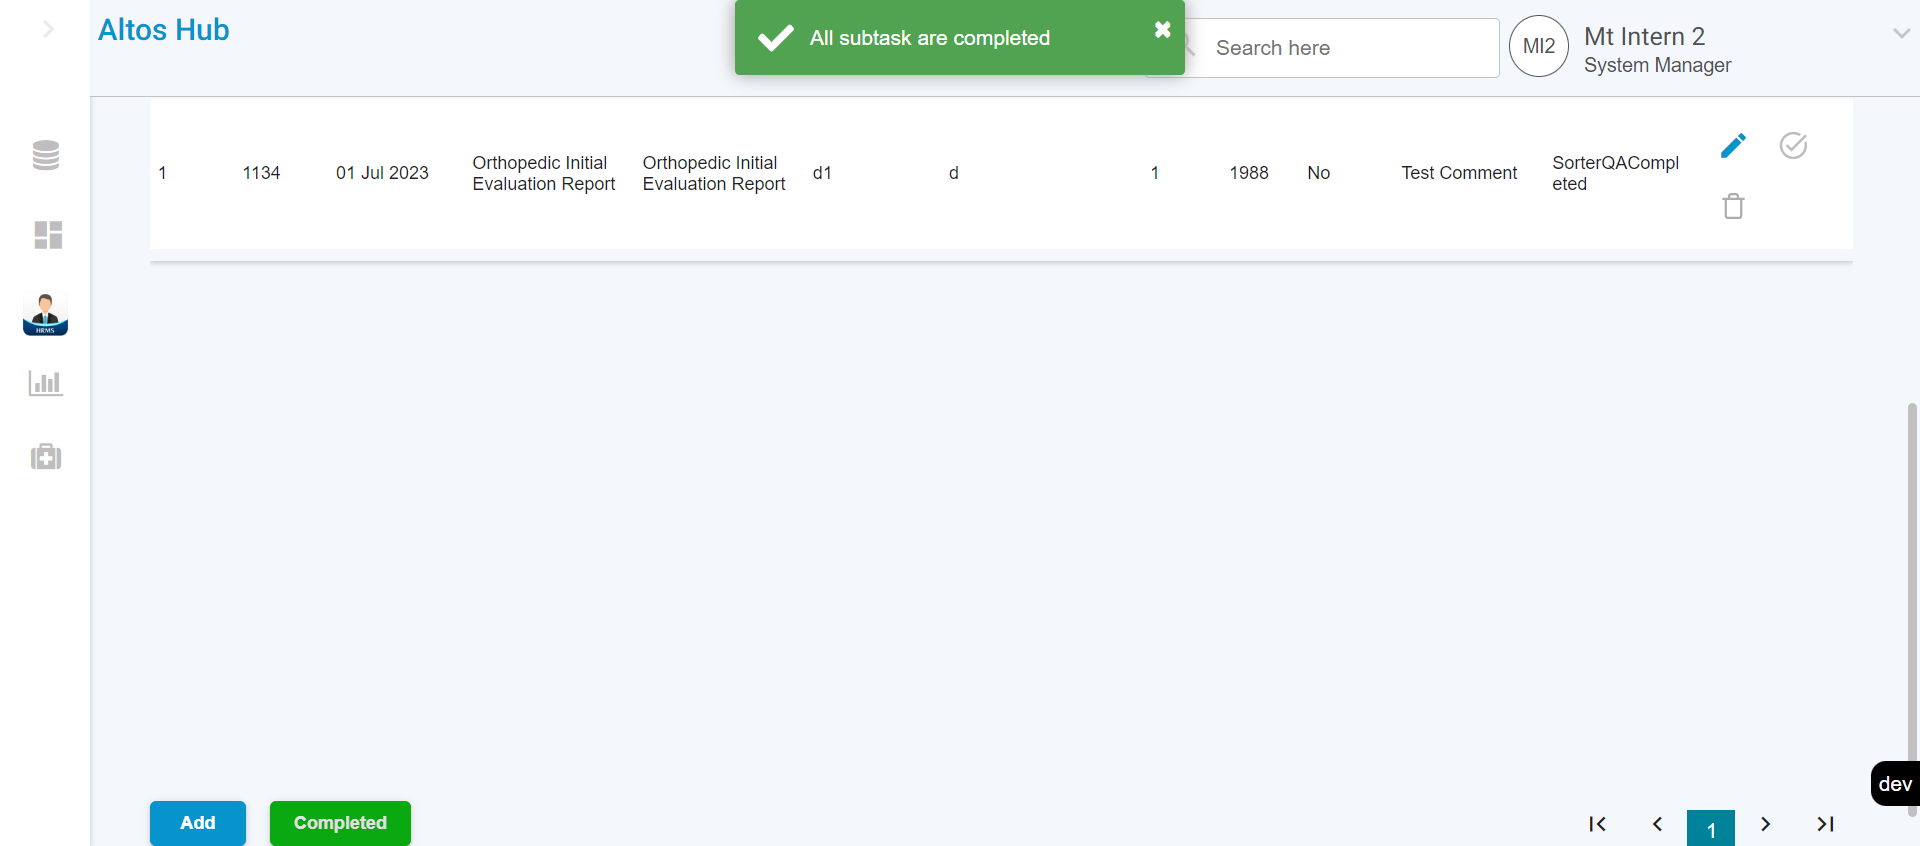 Altos Hub
All subtask are completed
Search here
MI2
Mt Intern 2
System Manager
1
1134
01 Jul 2023
Orthopedic Initial
Evaluation Report
Orthopedic Initial
Evaluation Report
d1
d
1
1988
No
Test Comment
SorterQACompl
eted
HRMS
dev
Add
Completed
1